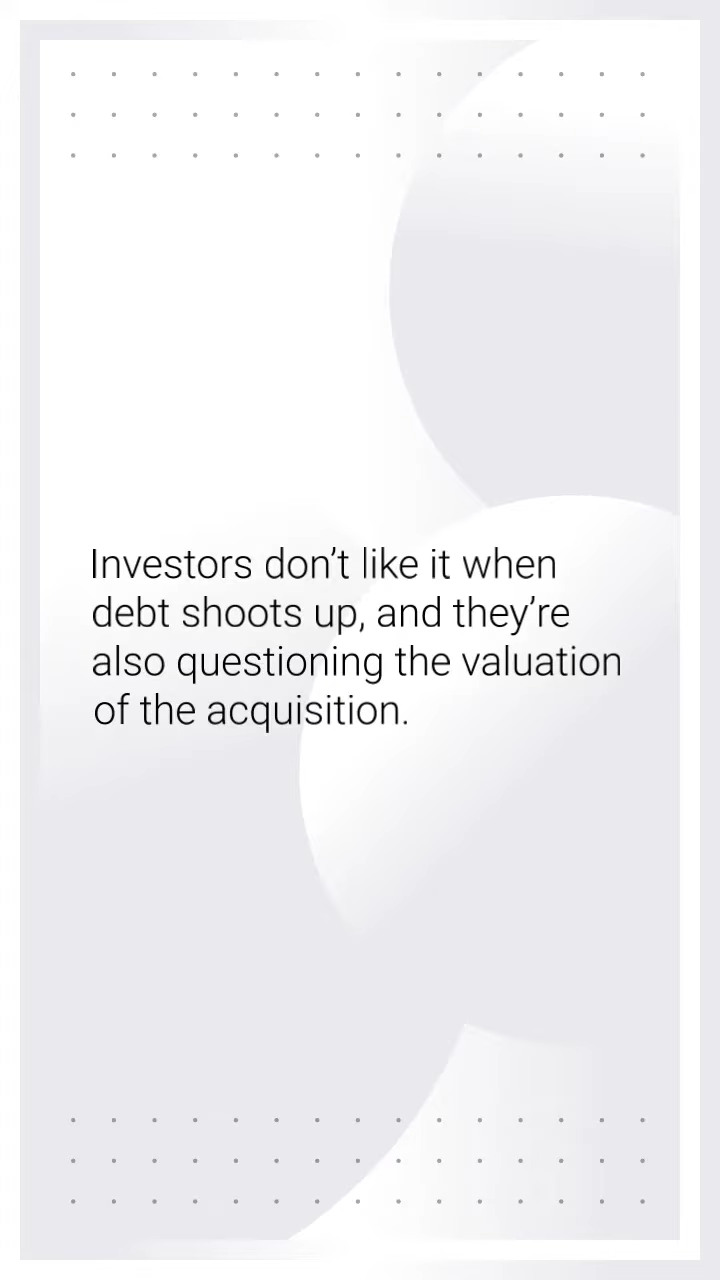 Investors don’t like it when
debt shoots up, and they’re
also questioning the valuation
of the acquisition.